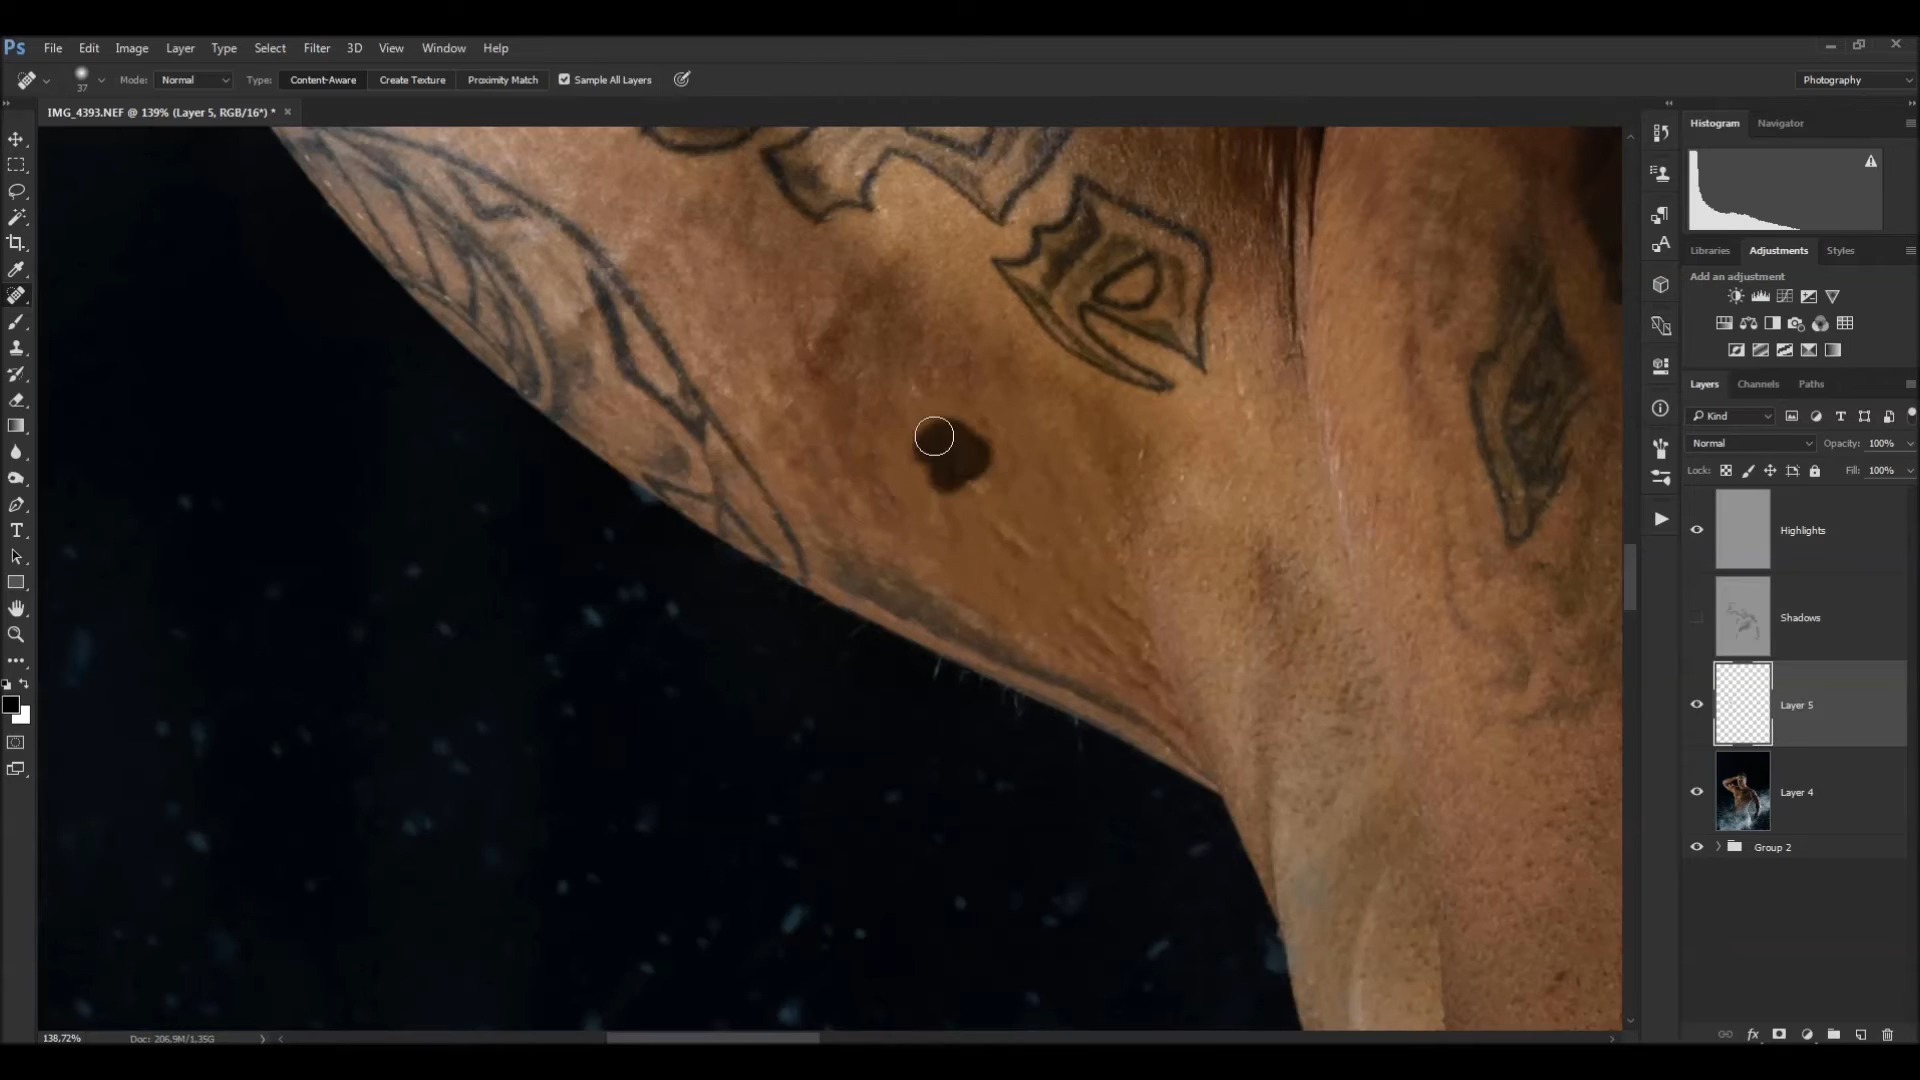 Ps File Edit Image Layer Type Select Filter 3D View Window Help
37 Mode: Normal Type: Content-Aware Create Texture Proximity Match Sample All Layers Photography
IMG_4393.NEF @ 139% (Layer 5, RGB/16*) * ×
Histogram Navigator
Libraries Adjustments Styles
Add an adjustment
Layers Channels Paths
Kind
Normal Opacity: 100%
Lock: Fill: 100%
Highlights
Shadows
Layer 5
Layer 4
Group 2
138,72% Doc: 206,9M/1,35G